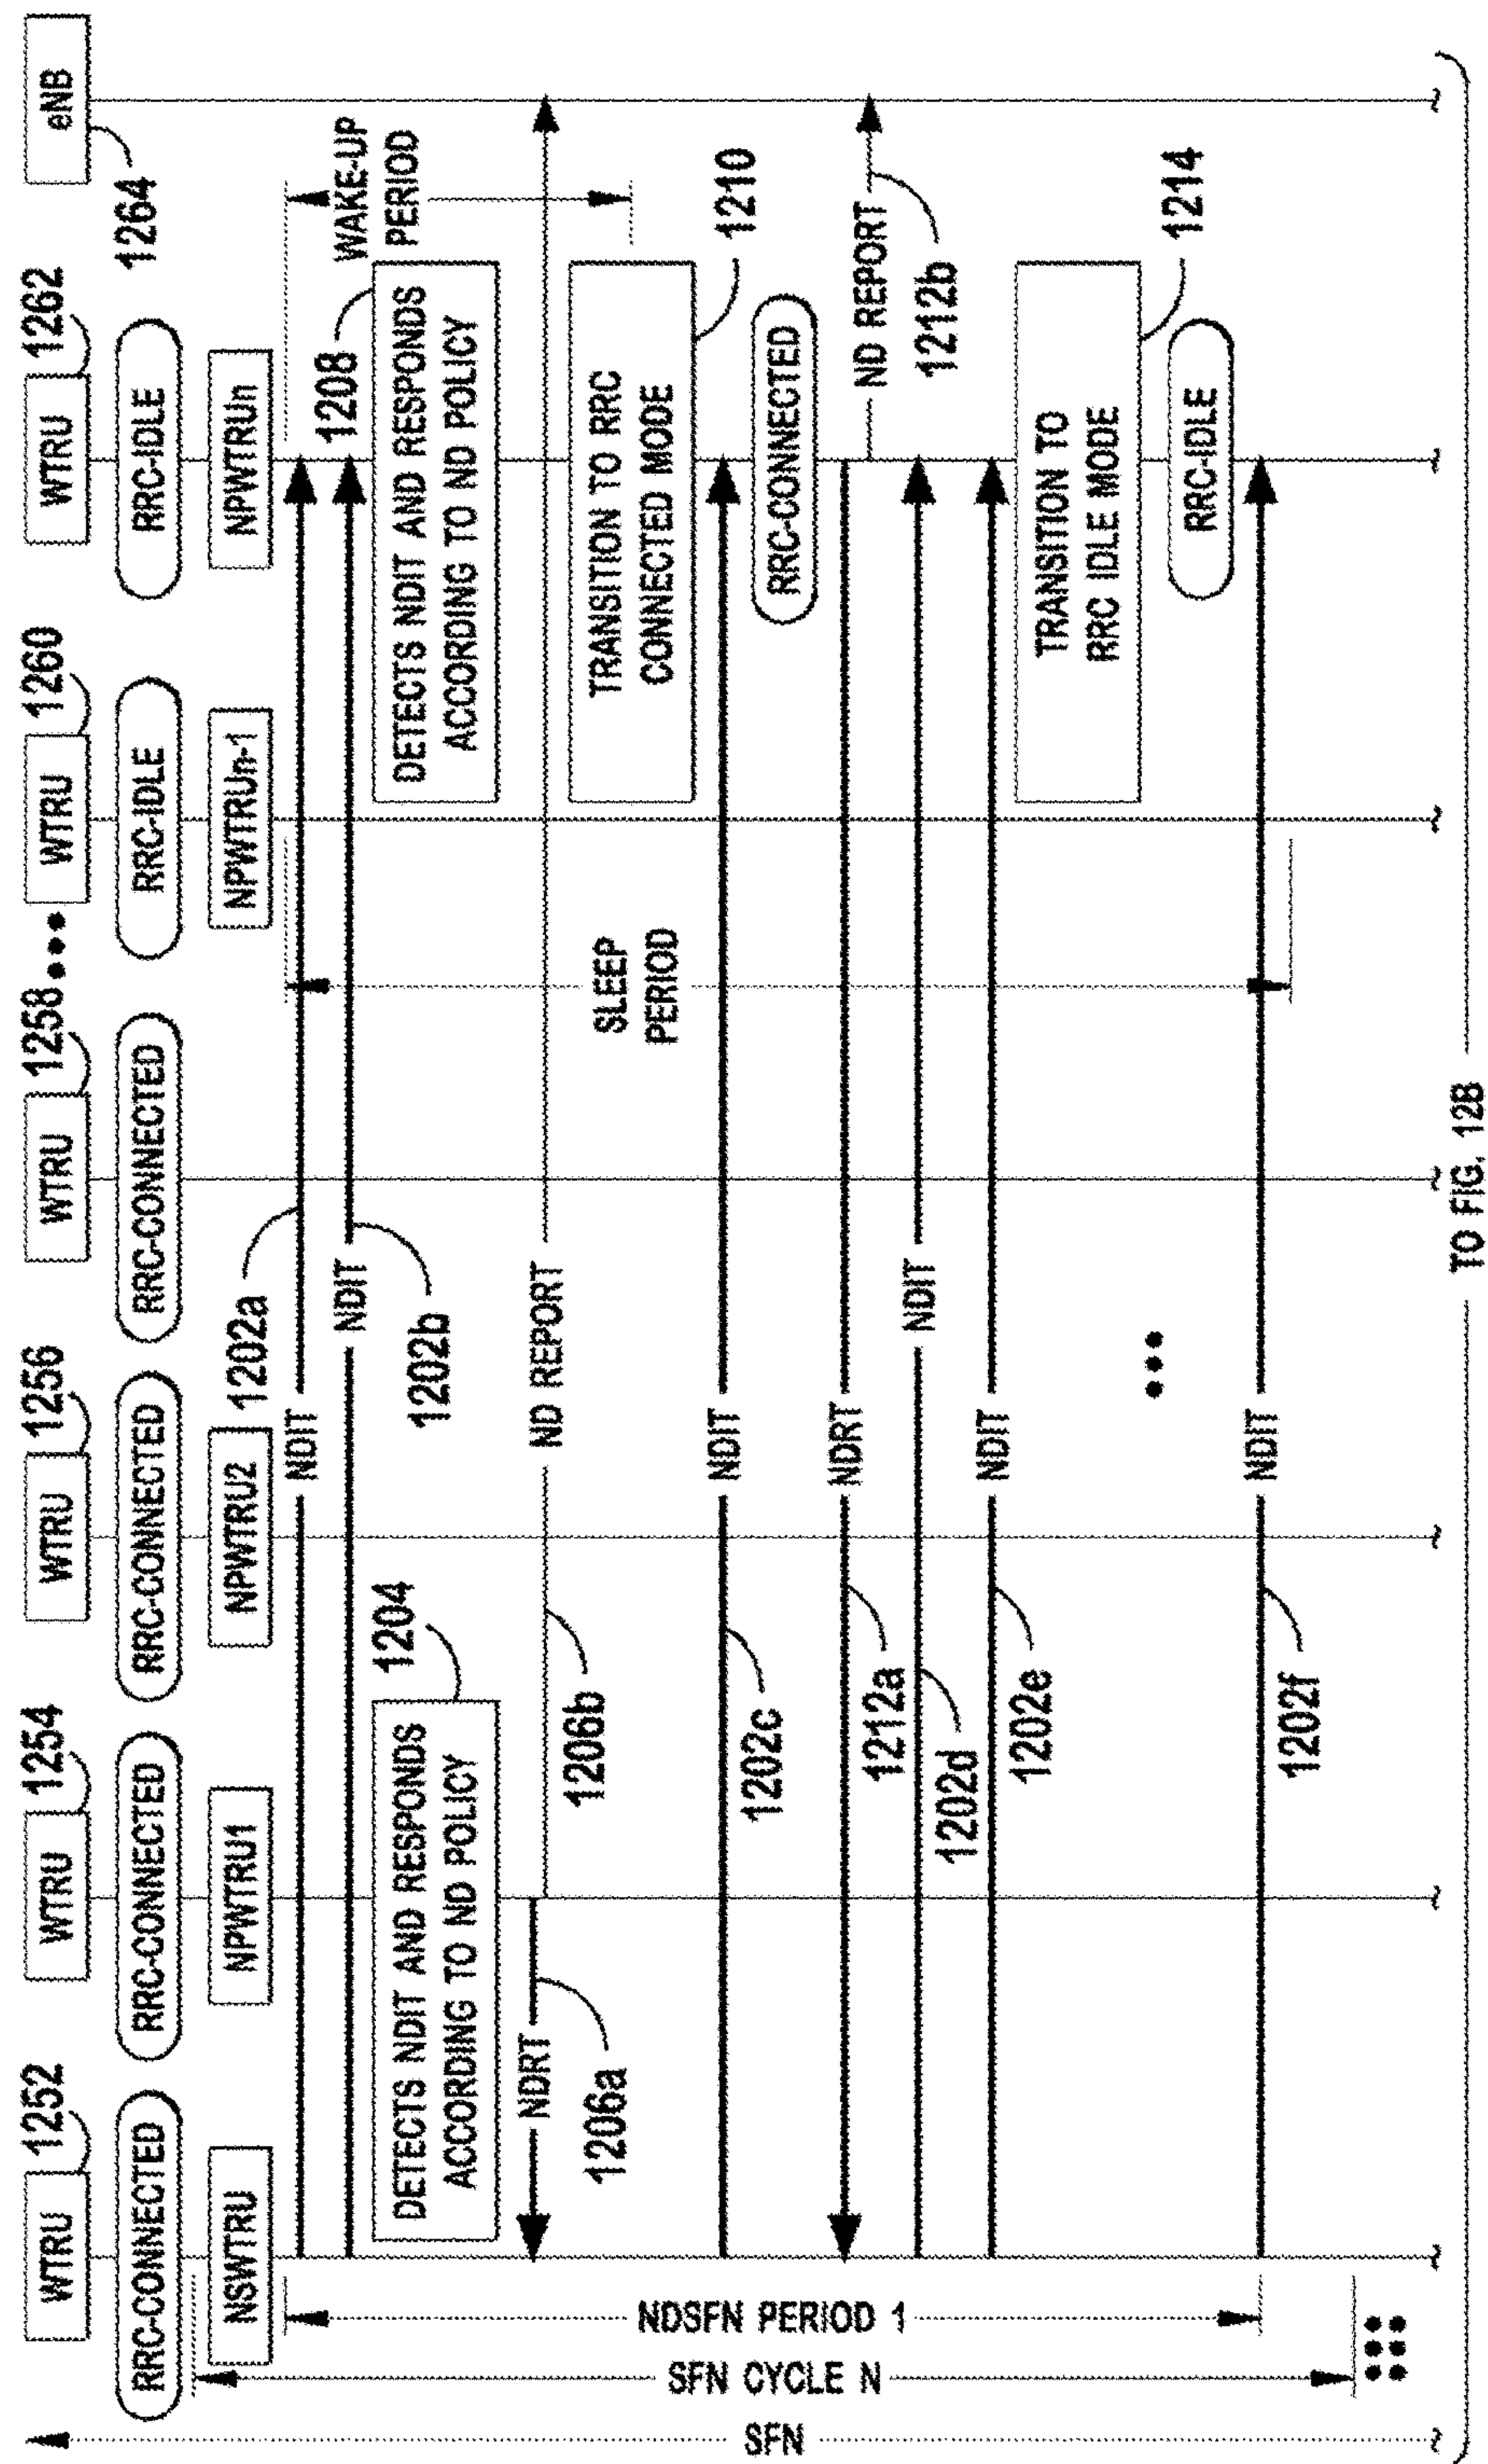 WTRU
1252
WTRU
1254
WTRU
1256
WTRU
1258
WTRU
1260
WTRU
1262
eNB
1264
RRC-CONNECTED
RRC-CONNECTED
RRC-CONNECTED
RRC-CONNECTED
RRC-IDLE
RRC-IDLE
NSWTRU
NPWTRU1
NPWTRU2
NPWTRUn-1
NPWTRUn
1202a
NDIT
NDIT
1202b
WAKE-UP
PERIOD
1204
DETECTS NDIT AND RESPONDS
ACCORDING TO ND POLICY
1208
DETECTS NDIT AND RESPONDS
ACCORDING TO ND POLICY
NDRT
1206a
ND REPORT
1206b
SLEEP
PERIOD
TRANSITION TO RRC
CONNECTED MODE
1210
NDIT
1202c
RRC-CONNECTED
NDRT
1212a
ND REPORT
1212b
NDIT
1202d
NDIT
1202e
TRANSITION TO
RRC IDLE MODE
1214
RRC-IDLE
NDIT
1202f
NDSFN PERIOD 1
SFN CYCLE N
SFN
TO FIG. 12B